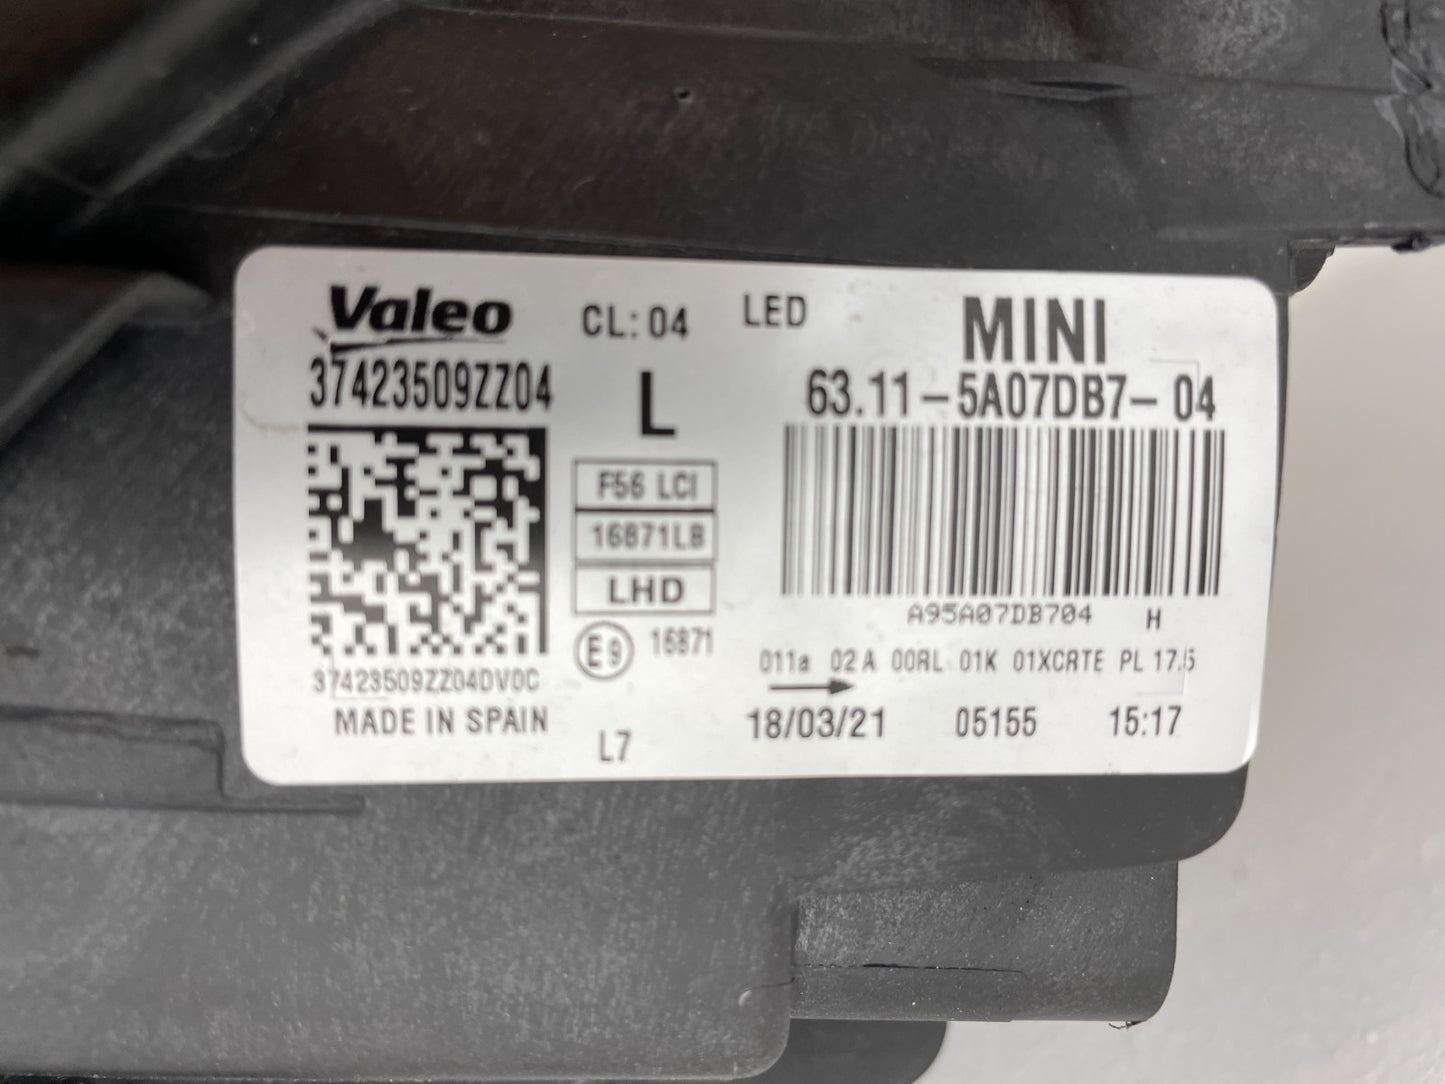 Valeo
37423509ZZ04
37423509ZZ04DV0C
MADE IN SPAIN
CL: 04
L
F56 LCI
16871LB
LHD
E9 16871
L7
LED
MINI
63.11-5A07DB7-04
A95A07DB704 H
011a 02A 00RL 01K 01XCRTE PL 17.5
18/03/21 05155 15:17